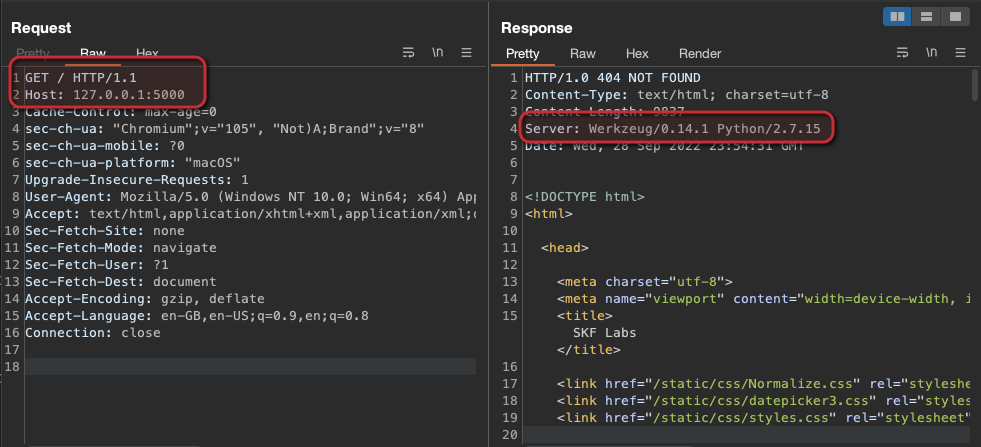 Request
Pretty Raw Hex \n
1 GET / HTTP/1.1
2 Host: 127.0.0.1:5000
3 Cache-Control: max-age=0
4 sec-ch-ua: "Chromium";v="105", "Not)A;Brand";v="8"
5 sec-ch-ua-mobile: ?0
6 sec-ch-ua-platform: "macOS"
7 Upgrade-Insecure-Requests: 1
8 User-Agent: Mozilla/5.0 (Windows NT 10.0; Win64; x64) App
9 Accept: text/html,application/xhtml+xml,application/xml;q
10 Sec-Fetch-Site: none
11 Sec-Fetch-Mode: navigate
12 Sec-Fetch-User: ?1
13 Sec-Fetch-Dest: document
14 Accept-Encoding: gzip, deflate
15 Accept-Language: en-GB,en-US;q=0.9,en;q=0.8
16 Connection: close
17
18
Response
Pretty Raw Hex Render \n
1 HTTP/1.0 404 NOT FOUND
2 Content-Type: text/html; charset=utf-8
3 Content-Length: 9837
4 Server: Werkzeug/0.14.1 Python/2.7.15
5 Date: Wed, 28 Sep 2022 23:54:31 GMT
6
7
8 <!DOCTYPE html>
9 <html>
10
11 <head>
12
13 <meta charset="utf-8">
14 <meta name="viewport" content="width=device-width, i
15 <title>
SKF Labs
</title>
16
17 <link href="/static/css/Normalize.css" rel="styleshe
18 <link href="/static/css/datepicker3.css" rel="styles
19 <link href="/static/css/styles.css" rel="stylesheet"
20